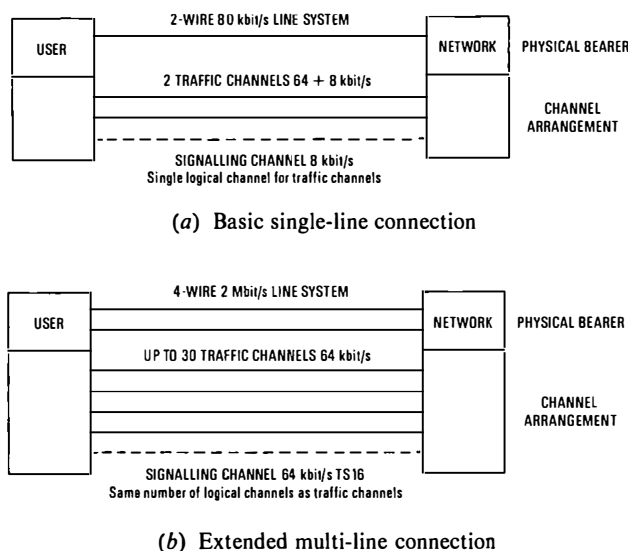 2-WIRE 80 kbit/s LINE SYSTEM
USER
NETWORK
PHYSICAL BEARER
2 TRAFFIC CHANNELS 64 + 8 kbit/s
CHANNEL
ARRANGEMENT
SIGNALLING CHANNEL 8 kbit/s
Single logical channel for traffic channels
(a) Basic single-line connection
4-WIRE 2 Mbit/s LINE SYSTEM
USER
NETWORK
PHYSICAL BEARER
UP TO 30 TRAFFIC CHANNELS 64 kbit/s
CHANNEL
ARRANGEMENT
SIGNALLING CHANNEL 64 kbit/s TS16
Same number of logical channels as traffic channels
(b) Extended multi-line connection